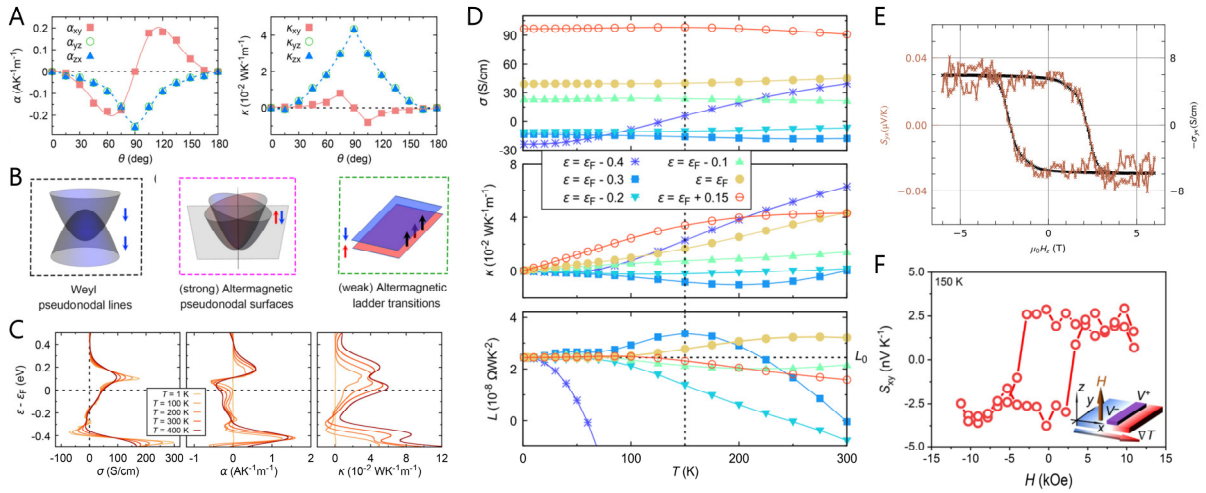 A
α (AK⁻¹m⁻¹)
0.2
0.1
0
-0.1
-0.2
αxy
αyz
αzx
0 30 60 90 120 150 180
θ (deg)
κ (10⁻² WK⁻¹m⁻¹)
4
2
0
κxy
κyz
κzx
0 30 60 90 120 150 180
θ (deg)
B
Weyl
pseudonodal lines
(strong) Altermagnetic
pseudonodal surfaces
(weak) Altermagnetic
ladder transitions
C
ε - εF (eV)
0.4
0.2
0
-0.2
-0.4
T = 1 K
T = 100 K
T = 200 K
T = 300 K
T = 400 K
-100 0 100 200 300
σ (S/cm)
-1 0 1 2
α (AK⁻¹m⁻¹)
0 4 8 12
κ (10⁻² WK⁻¹m⁻¹)
D
σ (S/cm)
90
60
30
0
-30
ε = εF - 0.4
ε = εF - 0.3
ε = εF - 0.2
ε = εF - 0.1
ε = εF
ε = εF + 0.15
κ (10⁻² WK⁻¹m⁻¹)
8
4
0
L (10⁻⁸ ΩWK⁻²)
4
2
0
L₀
0 50 100 150 200 250 300
T (K)
E
Syx(μV/K)
0.04
0.00
-0.04
-σyx (S/cm)
8
0
-8
-5 0 5
μ₀Hz (T)
F
150 K
Sxy (nV K⁻¹)
5.0
2.5
0.0
-2.5
-5.0
z
y
x
H
V⁻
V⁺
∇T
-15 -10 -5 0 5 10 15
H (kOe)